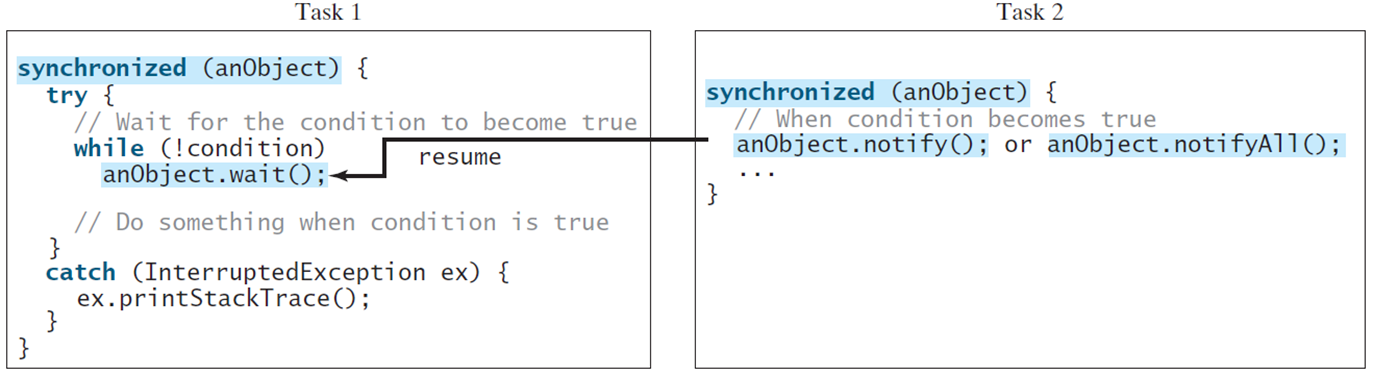 Task 1
synchronized (anObject) {
try {
// Wait for the condition to become true
while (!condition)
anObject.wait();
// Do something when condition is true
}
catch (InterruptedException ex) {
ex.printStackTrace();
}
}
resume
Task 2
synchronized (anObject) {
// When condition becomes true
anObject.notify(); or anObject.notifyAll();
...
}